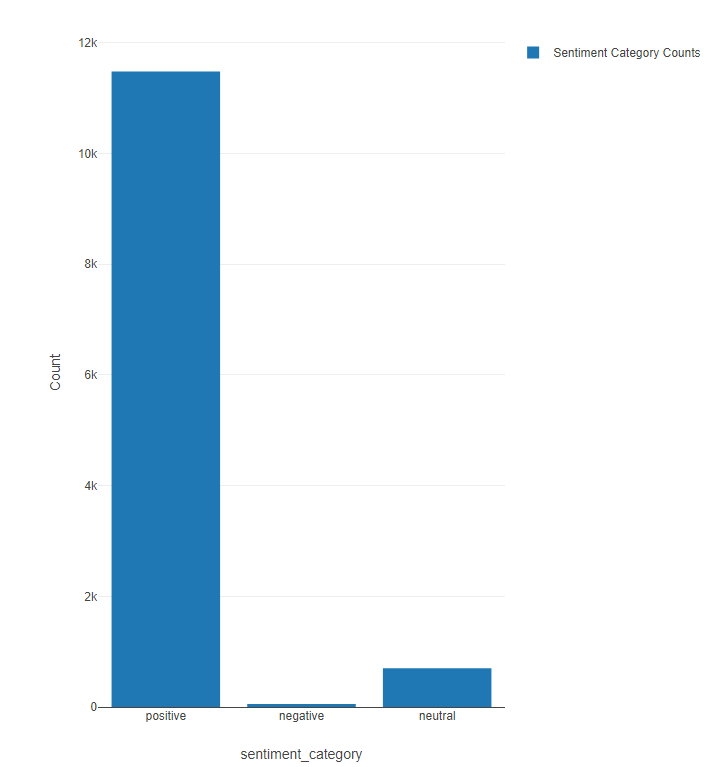 Sentiment Category Counts
12k
10k
8k
6k
4k
2k
0
Count
positive
negative
neutral
sentiment_category